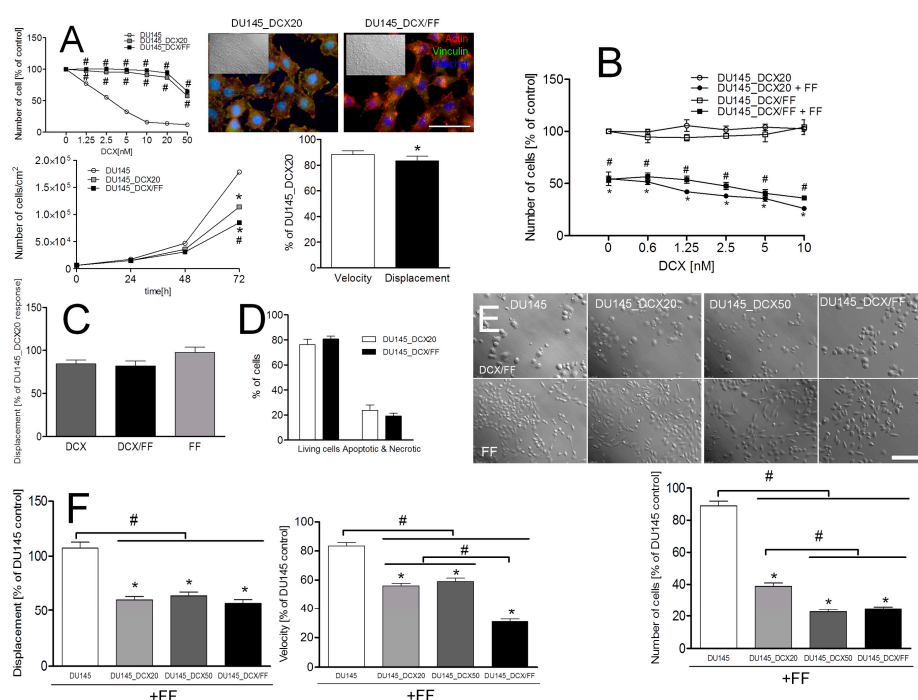 A
DU145
DU145_DCX20
DU145_DCX/FF
Number of cell [% of control]
150
100
50
0
# # # # # #
# # # # # #
0 1.25 2.5 5 10 20 50
DCX[nM]
DU145_DCX20
DU145_DCX/FF
Actin
Vinculin
Number of cells/cm²
2.0×10⁵
1.5×10⁵
1.0×10⁵
5.0×10⁴
0
DU145
DU145_DCX20
DU145_DCX/FF
*
*
#
0 24 48 72
time[h]
% of DU145_DCX20
100
80
60
40
20
0
*
Velocity Displacement
B
DU145_DCX20
DU145_DCX20 + FF
DU145_DCX/FF
DU145_DCX/FF + FF
Number of cells [% of control]
150
100
50
0
# # # # # #
* * * * * *
0 0.6 1.25 2.5 5 10
DCX [nM]
C
Displacement [% of DU145_DCX20 response]
150
100
50
0
DCX DCX/FF FF
D
DU145_DCX20
DU145_DCX/FF
% of cells
100
80
60
40
20
0
Living cells Apoptotic & Necrotic
E
DU145 DU145_DCX20 DU145_DCX50 DU145_DCX/FF
DCX/FF
FF
F
Displacement [% of DU145 control]
150
100
50
0
#
* * *
DU145 DU145_DCX20 DU145_DCX50 DU145_DCX/FF
+FF
Velocity [% of DU145 control]
100
80
60
40
20
0
#
#
* * *
DU145 DU145_DCX20 DU145_DCX50 DU145_DCX/FF
+FF
Number of cells [% of DU145 control]
100
80
60
40
20
0
#
#
* * *
DU145 DU145_DCX20 DU145_DCX50 DU145_DCX/FF
+FF